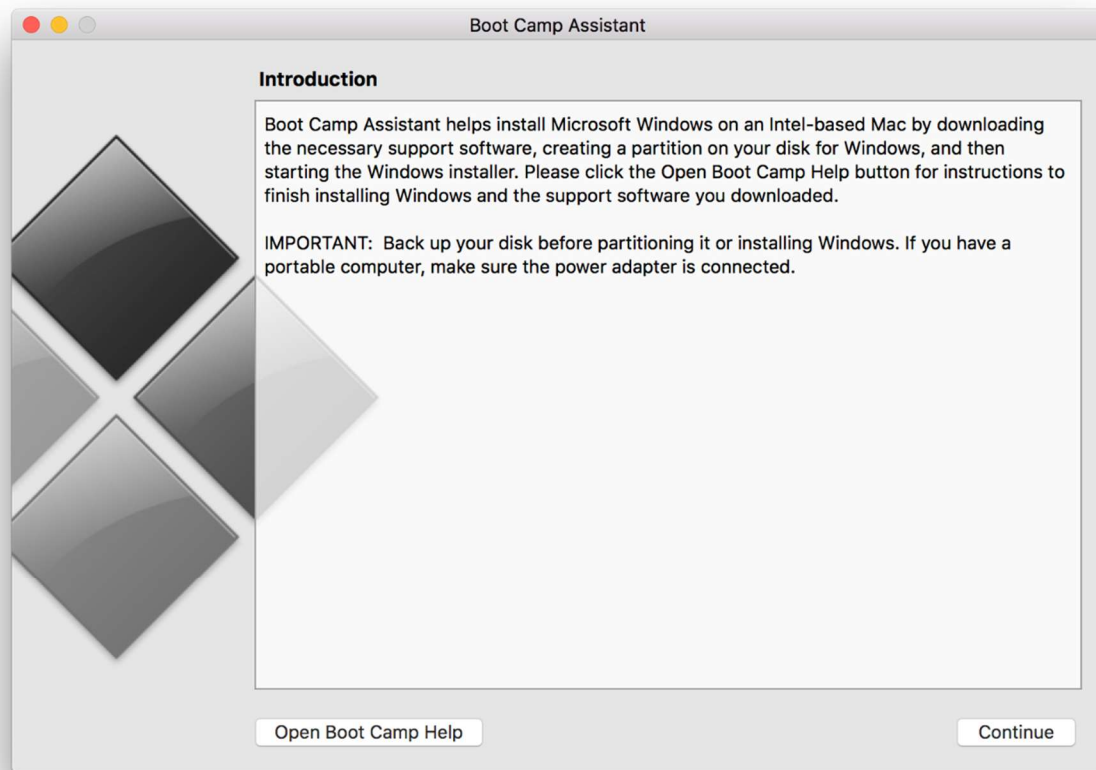 Boot Camp Assistant
Introduction
Boot Camp Assistant helps install Microsoft Windows on an Intel-based Mac by downloading
the necessary support software, creating a partition on your disk for Windows, and then
starting the Windows installer. Please click the Open Boot Camp Help button for instructions to
finish installing Windows and the support software you downloaded.
IMPORTANT:  Back up your disk before partitioning it or installing Windows. If you have a
portable computer, make sure the power adapter is connected.
Open Boot Camp Help
Continue